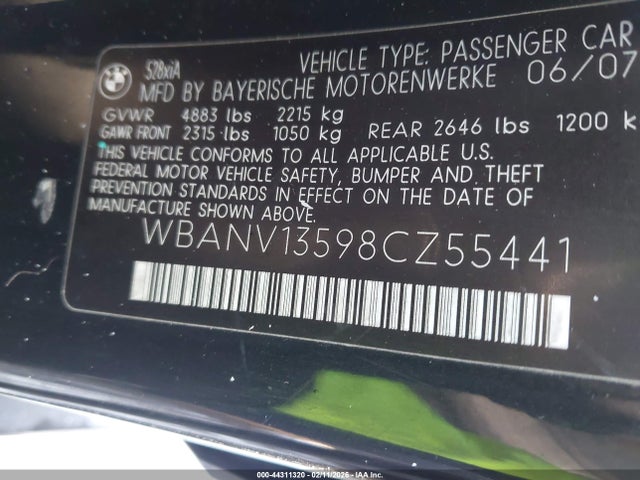 BMW
528xiA VEHICLE TYPE: PASSENGER CAR
MFD BY BAYERISCHE MOTORENWERKE 06/07
GVWR 4883 lbs 2215 kg
GAWR FRONT 2315 lbs 1050 kg REAR 2646 lbs 1200 k
THIS VEHICLE CONFORMS TO ALL APPLICABLE U.S.
FEDERAL MOTOR VEHICLE SAFETY, BUMPER AND THEFT
PREVENTION STANDARDS IN EFFECT ON THE DATE OF
MANUFACTURE SHOWN ABOVE.
WBANV13598CZ55441
000-44311320 - 02/11/2026 - IAA Inc.